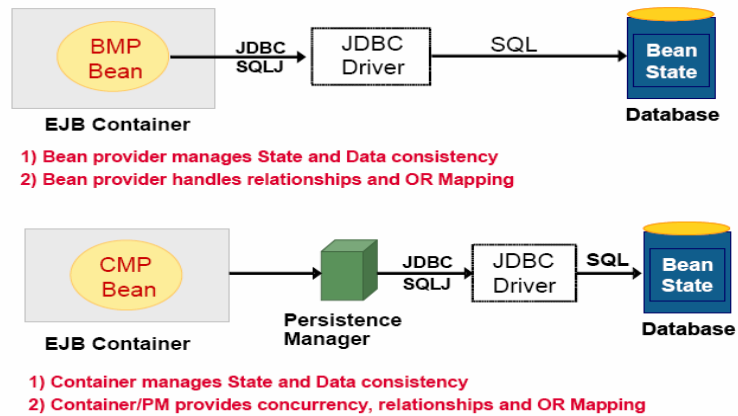 BMP
Bean
EJB Container
JDBC
SQLJ
JDBC
Driver
SQL
Bean
State
Database
1) Bean provider manages State and Data consistency
2) Bean provider handles relationships and OR Mapping
CMP
Bean
EJB Container
Persistence
Manager
JDBC
SQLJ
JDBC
Driver
SQL
Bean
State
Database
1) Container manages State and Data consistency
2) Container/PM provides concurrency, relationships and OR Mapping